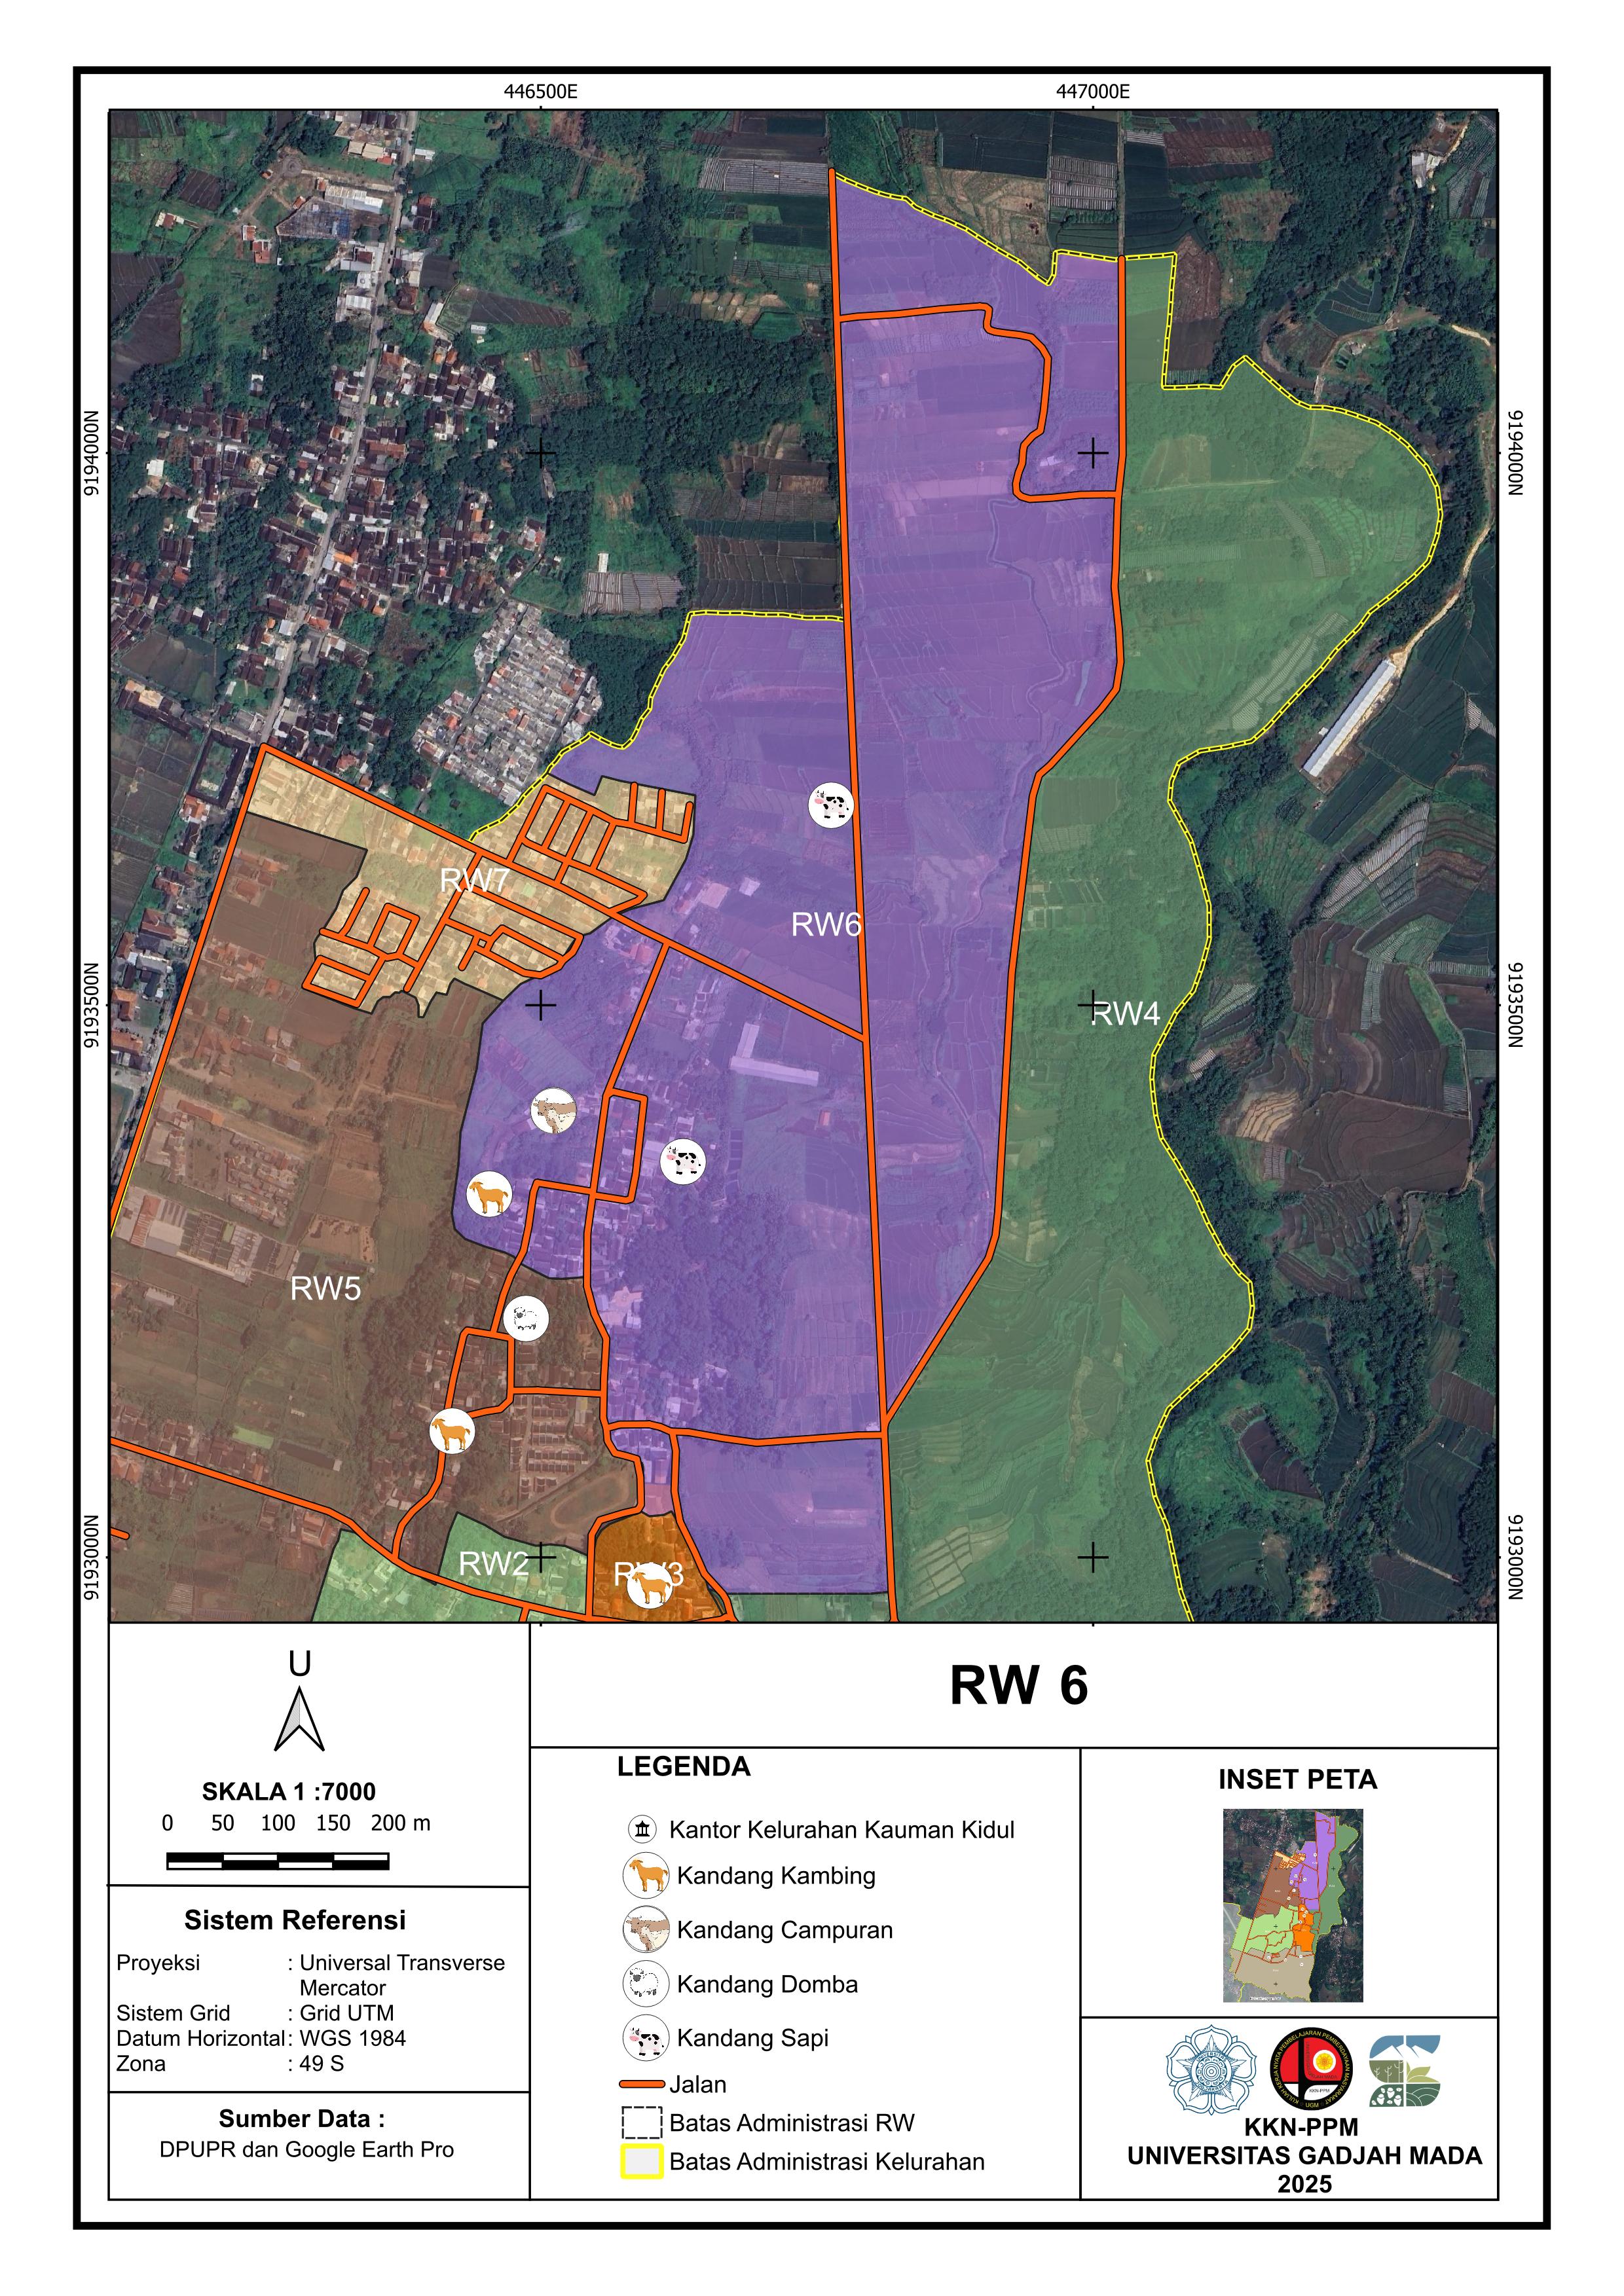 446500E
447000E
9194000N
9194000N
RW7
RW6
9193500N
RW4
9193500N
RW5
9193000N
RW2
RW3
9193000N
U
SKALA 1 :7000
0 50 100 150 200 m
Sistem Referensi
Proyeksi : Universal Transverse
Mercator
Sistem Grid : Grid UTM
Datum Horizontal : WGS 1984
Zona : 49 S
Sumber Data :
DPUPR dan Google Earth Pro
RW 6
LEGENDA
Kantor Kelurahan Kauman Kidul
Kandang Kambing
Kandang Campuran
Kandang Domba
Kandang Sapi
Jalan
Batas Administrasi RW
Batas Administrasi Kelurahan
INSET PETA
KKN-PPM
UNIVERSITAS GADJAH MADA
2025